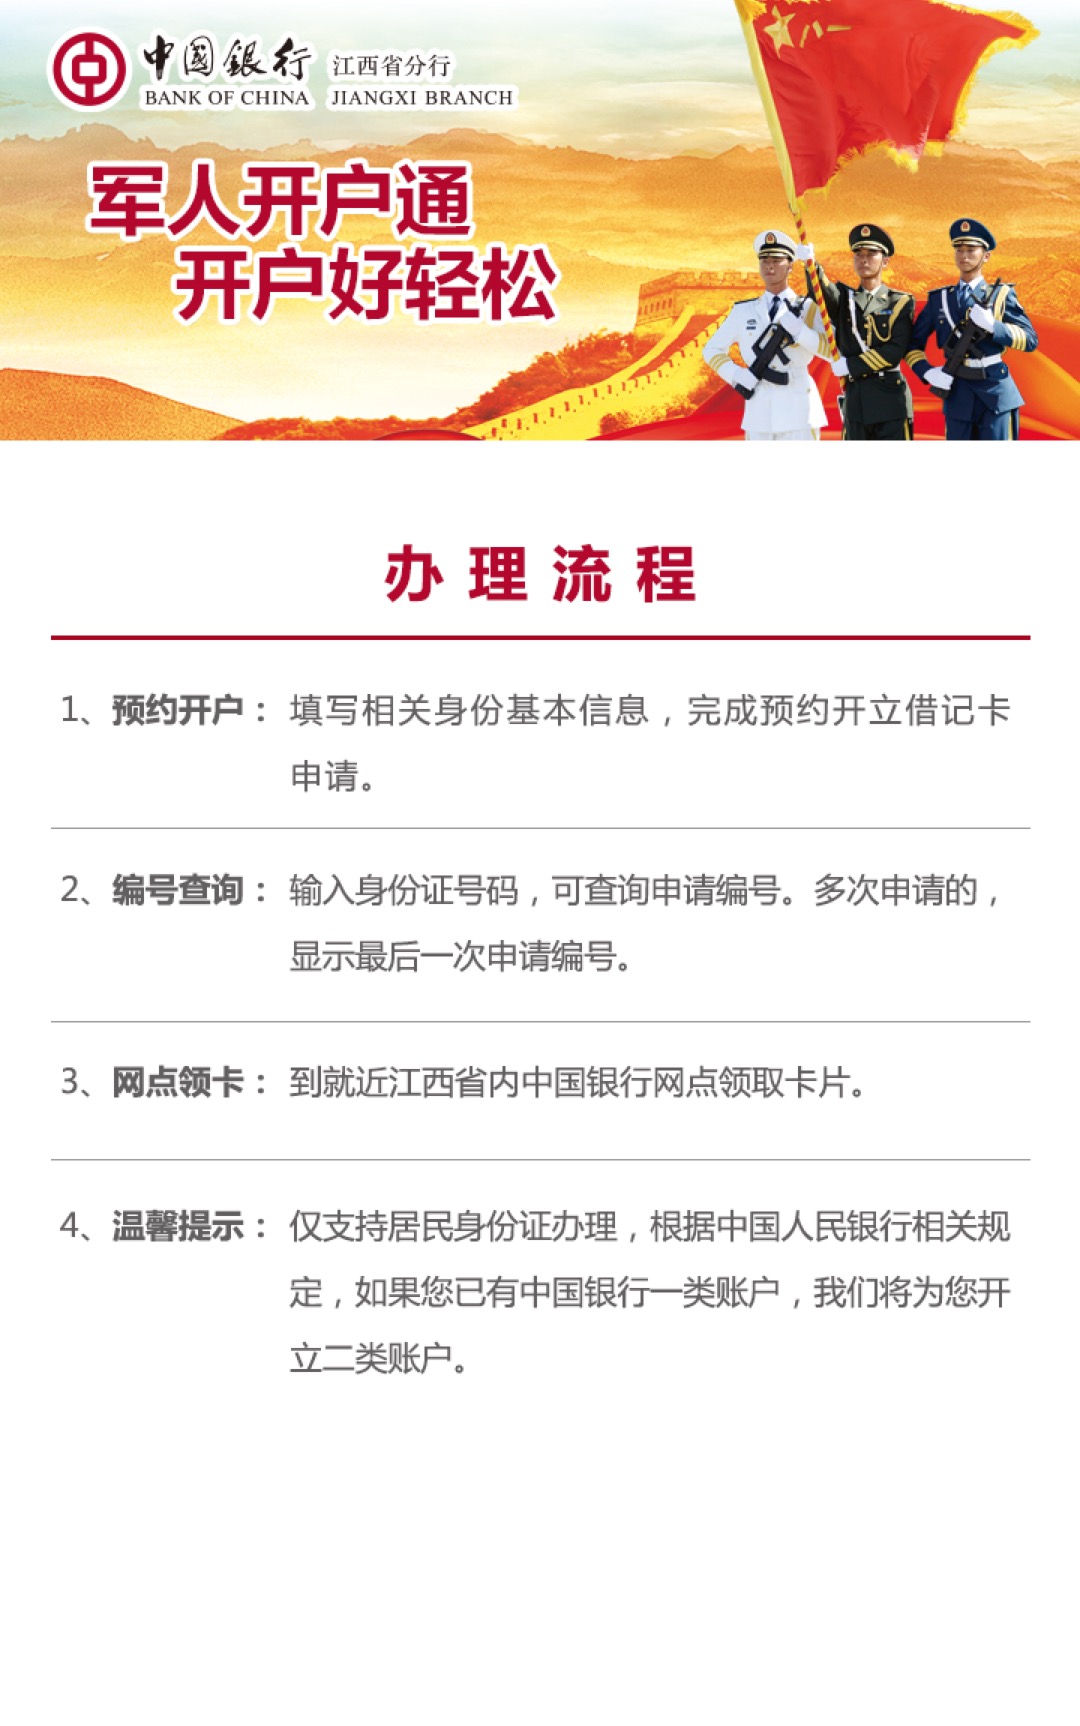 中國銀行 江西省分行
BANK OF CHINA JIANGXI BRANCH
军人开户通
开户好轻松
办理流程
1、预约开户：填写相关身份基本信息，完成预约开立借记卡
申请。
2、编号查询：输入身份证号码，可查询申请编号。多次申请的，
显示最后一次申请编号。
3、网点领卡：到就近江西省内中国银行网点领取卡片。
4、温馨提示：仅支持居民身份证办理，根据中国人民银行相关规
定，如果您已有中国银行一类账户，我们将为您开
立二类账户。